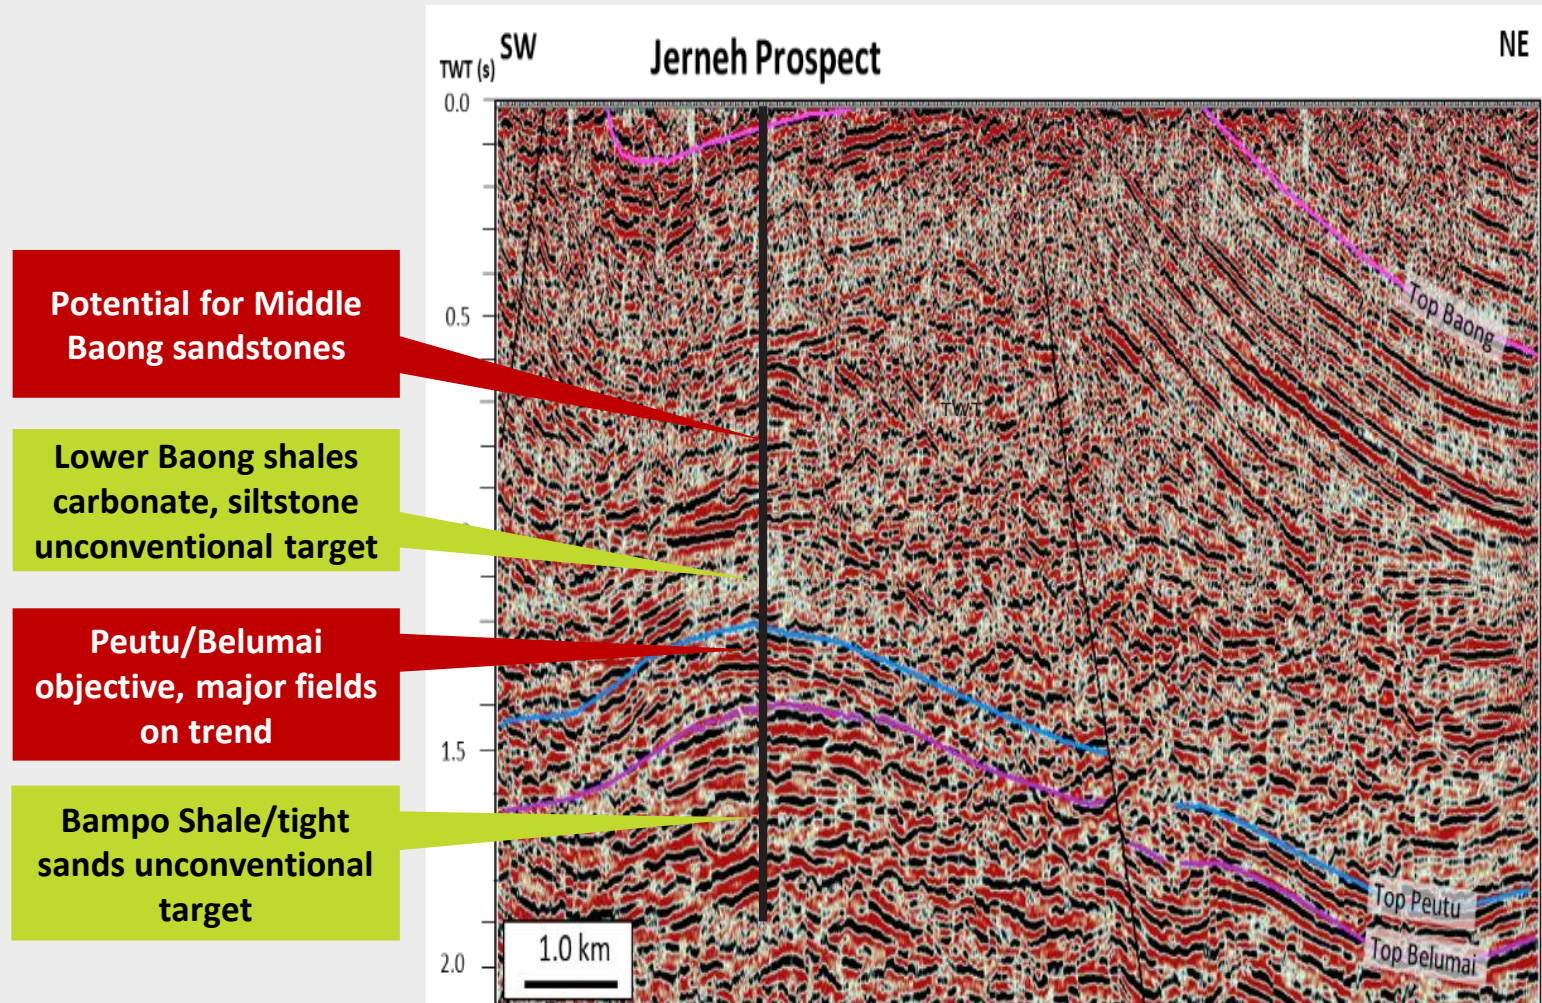 SW
Jerneh Prospect
NE
TWT (s)
0.0
0.5
1.5
2.0
Potential for Middle
Baong sandstones
Lower Baong shales
carbonate, siltstone
unconventional target
Peutu/Belumai
objective, major fields
on trend
Bampo Shale/tight
sands unconventional
target
Top Baong
TWT
Top Peutu
Top Belumai
1.0 km